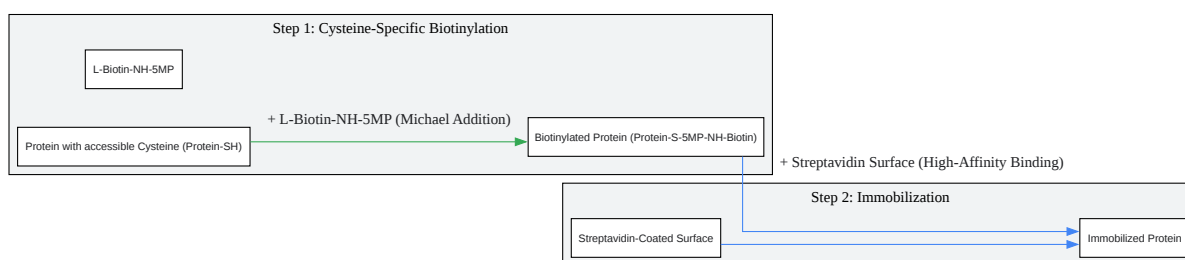 Step 1: Cysteine-Specific Biotinylation
L-Biotin-NH-5MP
+ L-Biotin-NH-5MP (Michael Addition)
Protein with accessible Cysteine (Protein-SH)
Biotinylated Protein (Protein-S-5MP-NH-Biotin)
+ Streptavidin Surface (High-Affinity Binding)
Step 2: Immobilization
Streptavidin-Coated Surface
Immobilized Protein